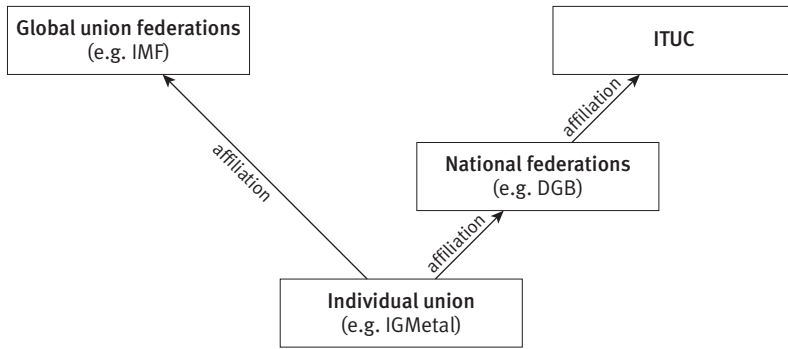 Global union federations
(e.g. IMF)
ITUC
affiliation
affiliation
National federations
(e.g. DGB)
affiliation
Individual union
(e.g. IGMetal)